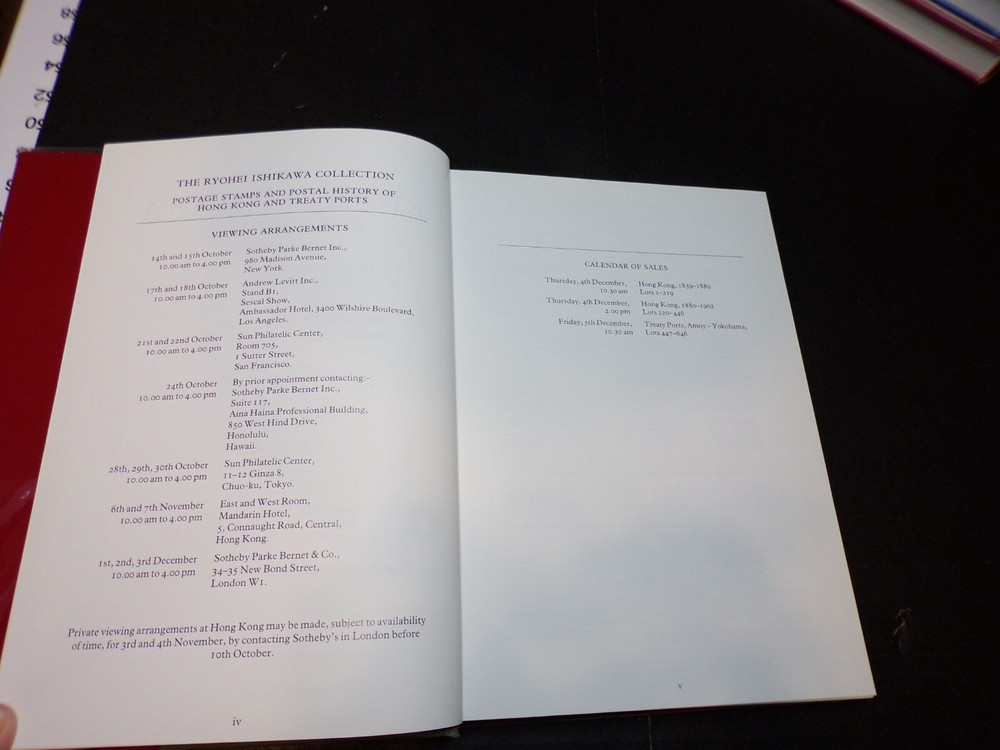 THE RYOHEI ISHIKAWA COLLECTION
POSTAGE STAMPS AND POSTAL HISTORY OF
HONG KONG AND TREATY PORTS
VIEWING ARRANGEMENTS
14th and 15th October Sotheby Parke Bernet Inc.,
10.00 am to 4.00 pm 980 Madison Avenue,
New York.
17th and 18th October Andrew Levitt Inc.,
10.00 am to 4.00 pm Stand B1,
Sescal Show,
Ambassador Hotel, 3400 Wilshire Boulevard,
Los Angeles.
21st and 22nd October Sun Philatelic Center,
10.00 am to 4.00 pm Room 705,
1 Sutter Street,
San Francisco.
24th October By prior appointment contacting:–
10.00 am to 4.00 pm Sotheby Parke Bernet Inc.,
Suite 117,
Aina Haina Professional Building,
850 West Hind Drive,
Honolulu,
Hawaii.
28th, 29th, 30th October Sun Philatelic Center,
10.00 am to 4.00 pm 11–12 Ginza 8,
Chuo-ku, Tokyo.
6th and 7th November East and West Room,
10.00 am to 4.00 pm Mandarin Hotel,
5, Connaught Road, Central,
Hong Kong.
1st, 2nd, 3rd December Sotheby Parke Bernet & Co.,
10.00 am to 4.00 pm 34–35 New Bond Street,
London W1.
Private viewing arrangements at Hong Kong may be made, subject to availability
of time, for 3rd and 4th November, by contacting Sotheby's in London before
10th October.
iv
CALENDAR OF SALES
Thursday, 4th December, Hong Kong, 1839–1880
10.30 am Lots 1–219
Thursday, 4th December, Hong Kong, 1880–1902
2.00 pm Lots 220–446
Friday, 5th December, Treaty Ports, Amoy – Yokohama,
10.30 am Lots 447–646
v